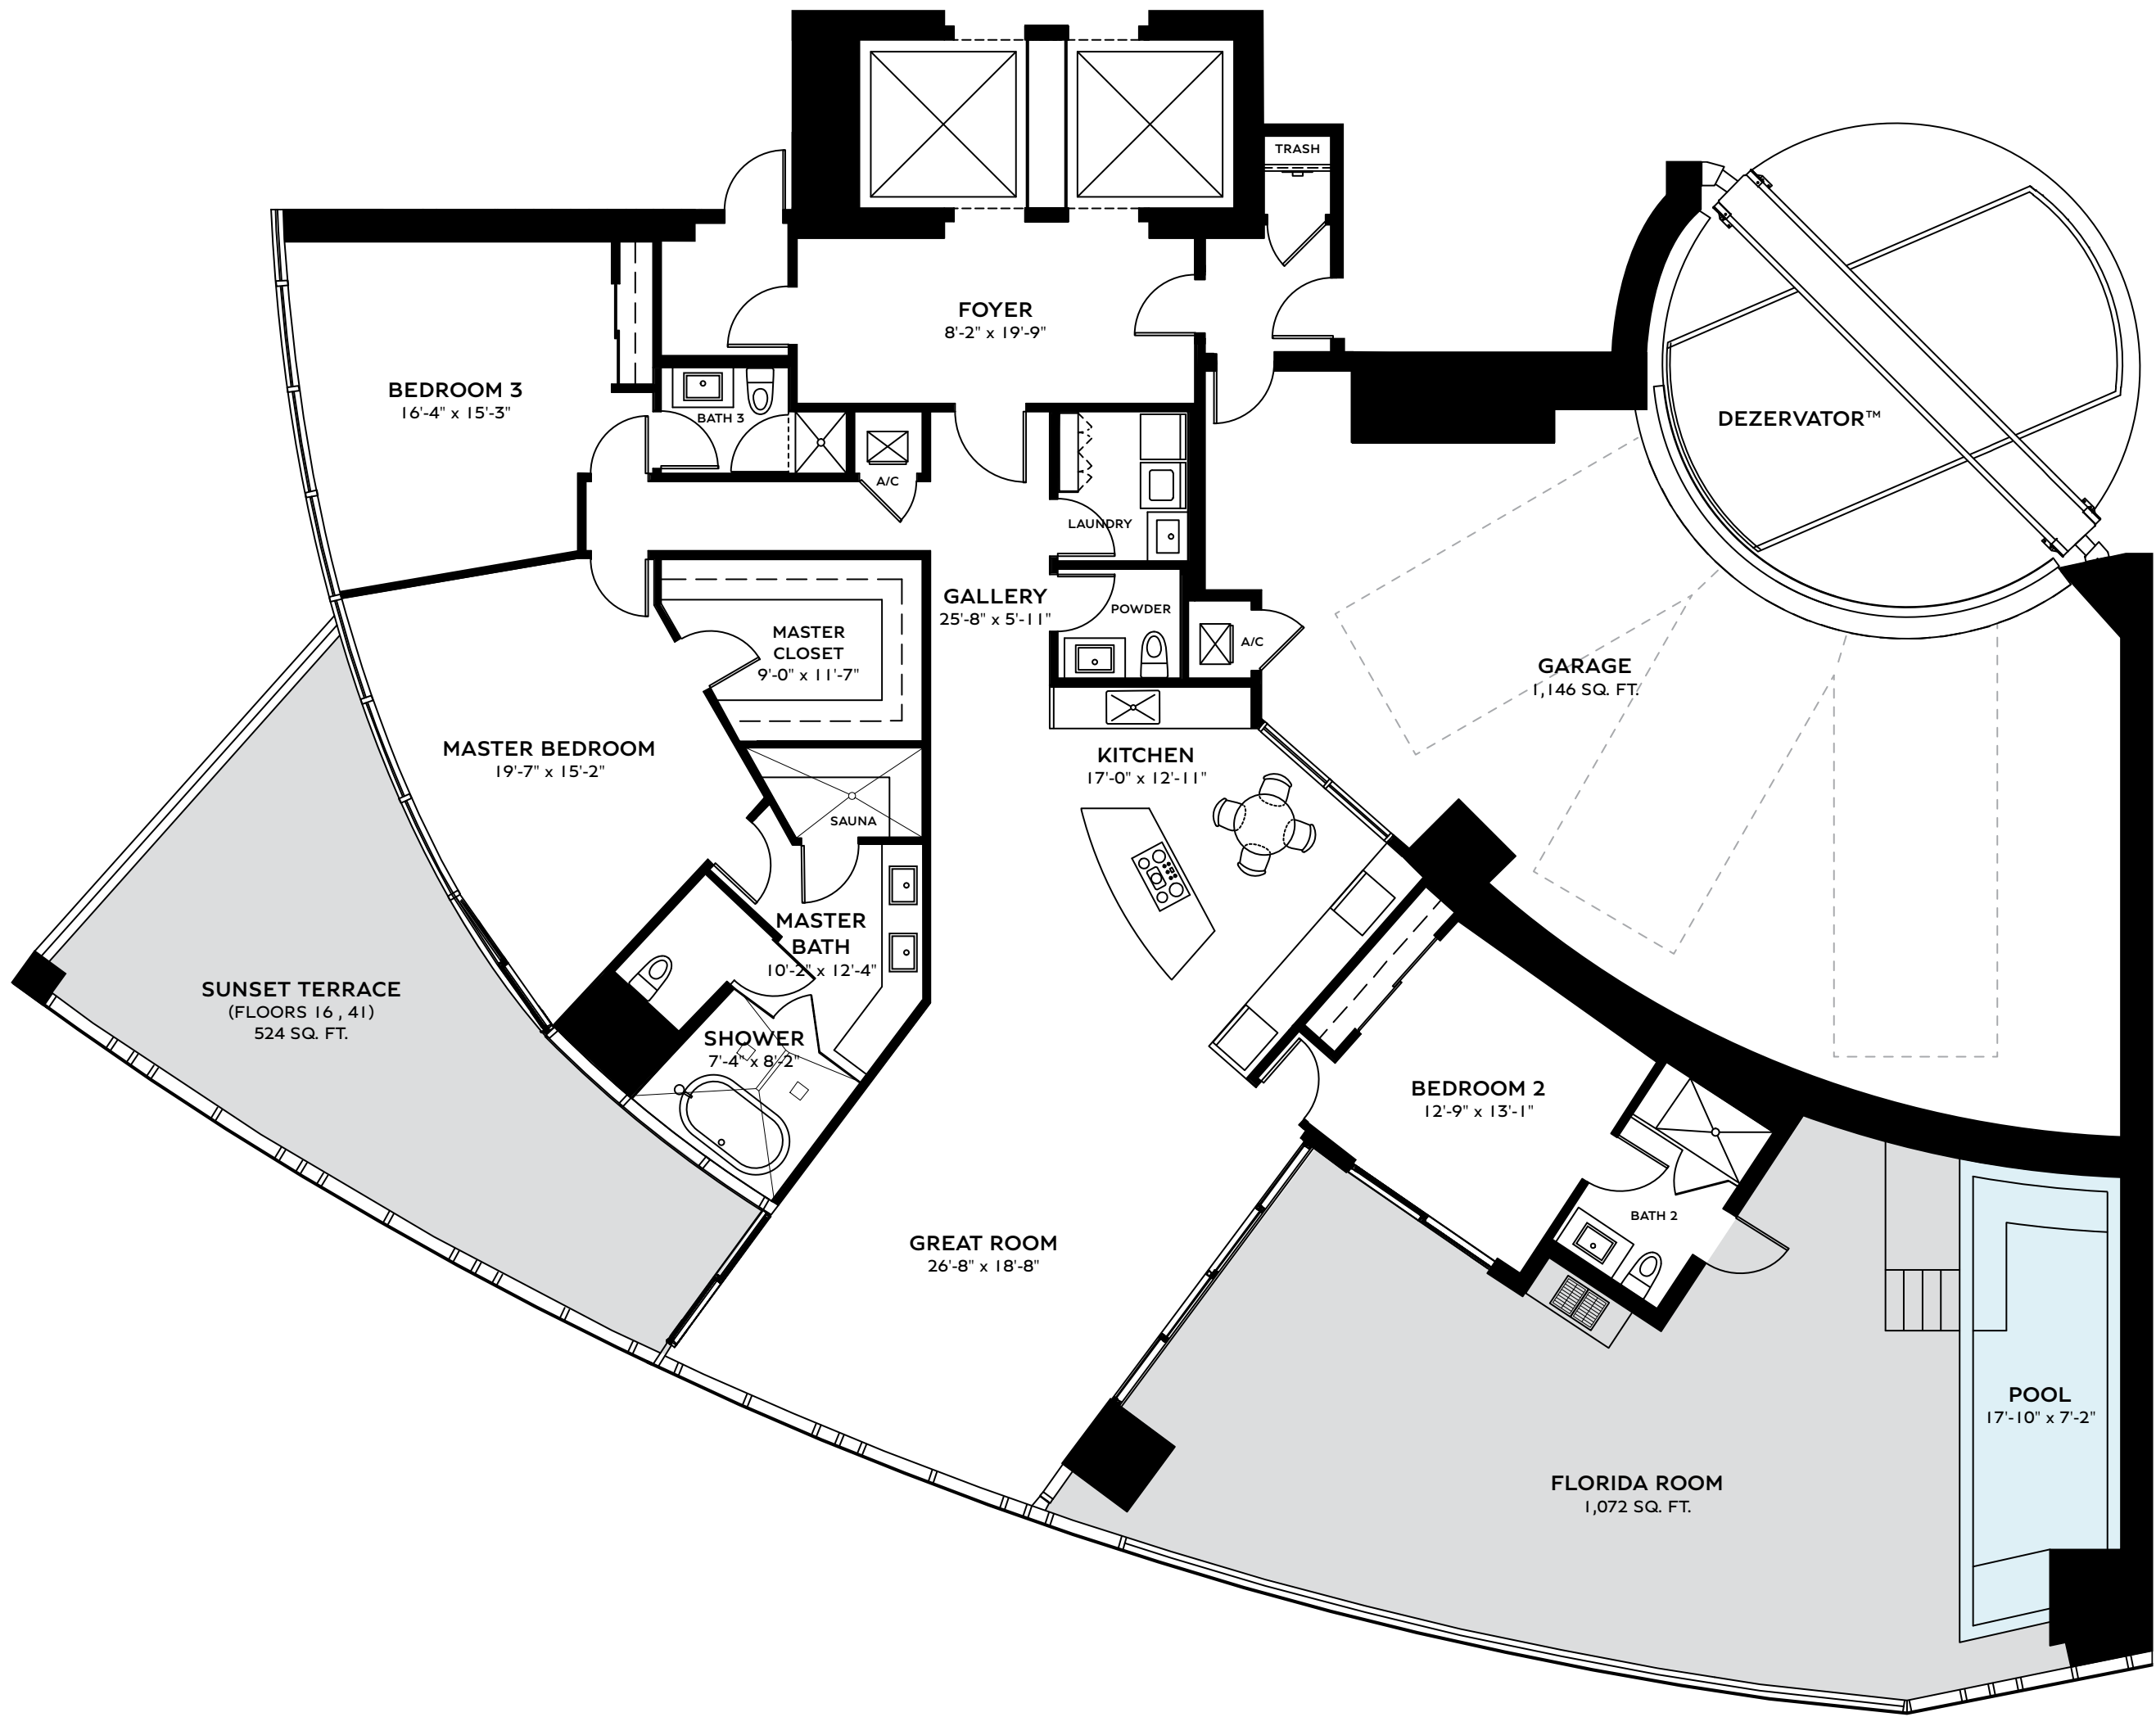 TRASH
FOYER
8'-2" x 19'-9"
BEDROOM 3
16'-4" x 15'-3"
BATH 3
DEZERVATOR™
A/C
LAUNDRY
GALLERY
25'-8" x 5'-11"
POWDER
MASTER
CLOSET
9'-0" x 11'-7"
A/C
GARAGE
1,146 SQ. FT.
MASTER BEDROOM
19'-7" x 15'-2"
KITCHEN
17'-0" x 12'-11"
SAUNA
MASTER
BATH
10'-2" x 12'-4"
SUNSET TERRACE
(FLOORS 16 , 41)
524 SQ. FT.
SHOWER
7'-4" x 8'-2"
BEDROOM 2
12'-9" x 13'-1"
BATH 2
GREAT ROOM
26'-8" x 18'-8"
POOL
17'-10" x 7'-2"
FLORIDA ROOM
1,072 SQ. FT.